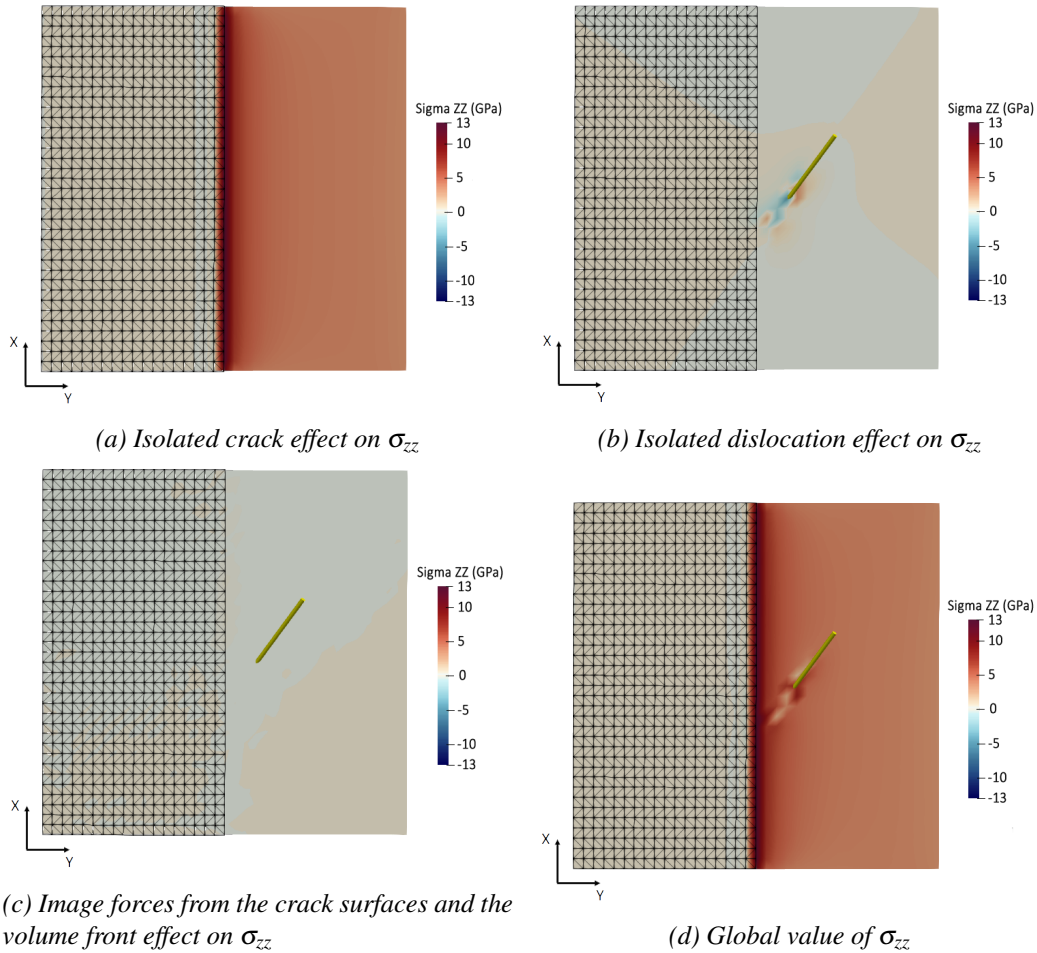 Sigma ZZ (GPa)
13
10
5
0
-5
-10
-13
X
Y
(a) Isolated crack effect on σzz
Sigma ZZ (GPa)
13
10
5
0
-5
-10
-13
X
Y
(b) Isolated dislocation effect on σzz
Sigma ZZ (GPa)
13
10
5
0
-5
-10
-13
X
Y
(c) Image forces from the crack surfaces and the
volume front effect on σzz
Sigma ZZ (GPa)
13
10
5
0
-5
-10
-13
X
Y
(d) Global value of σzz